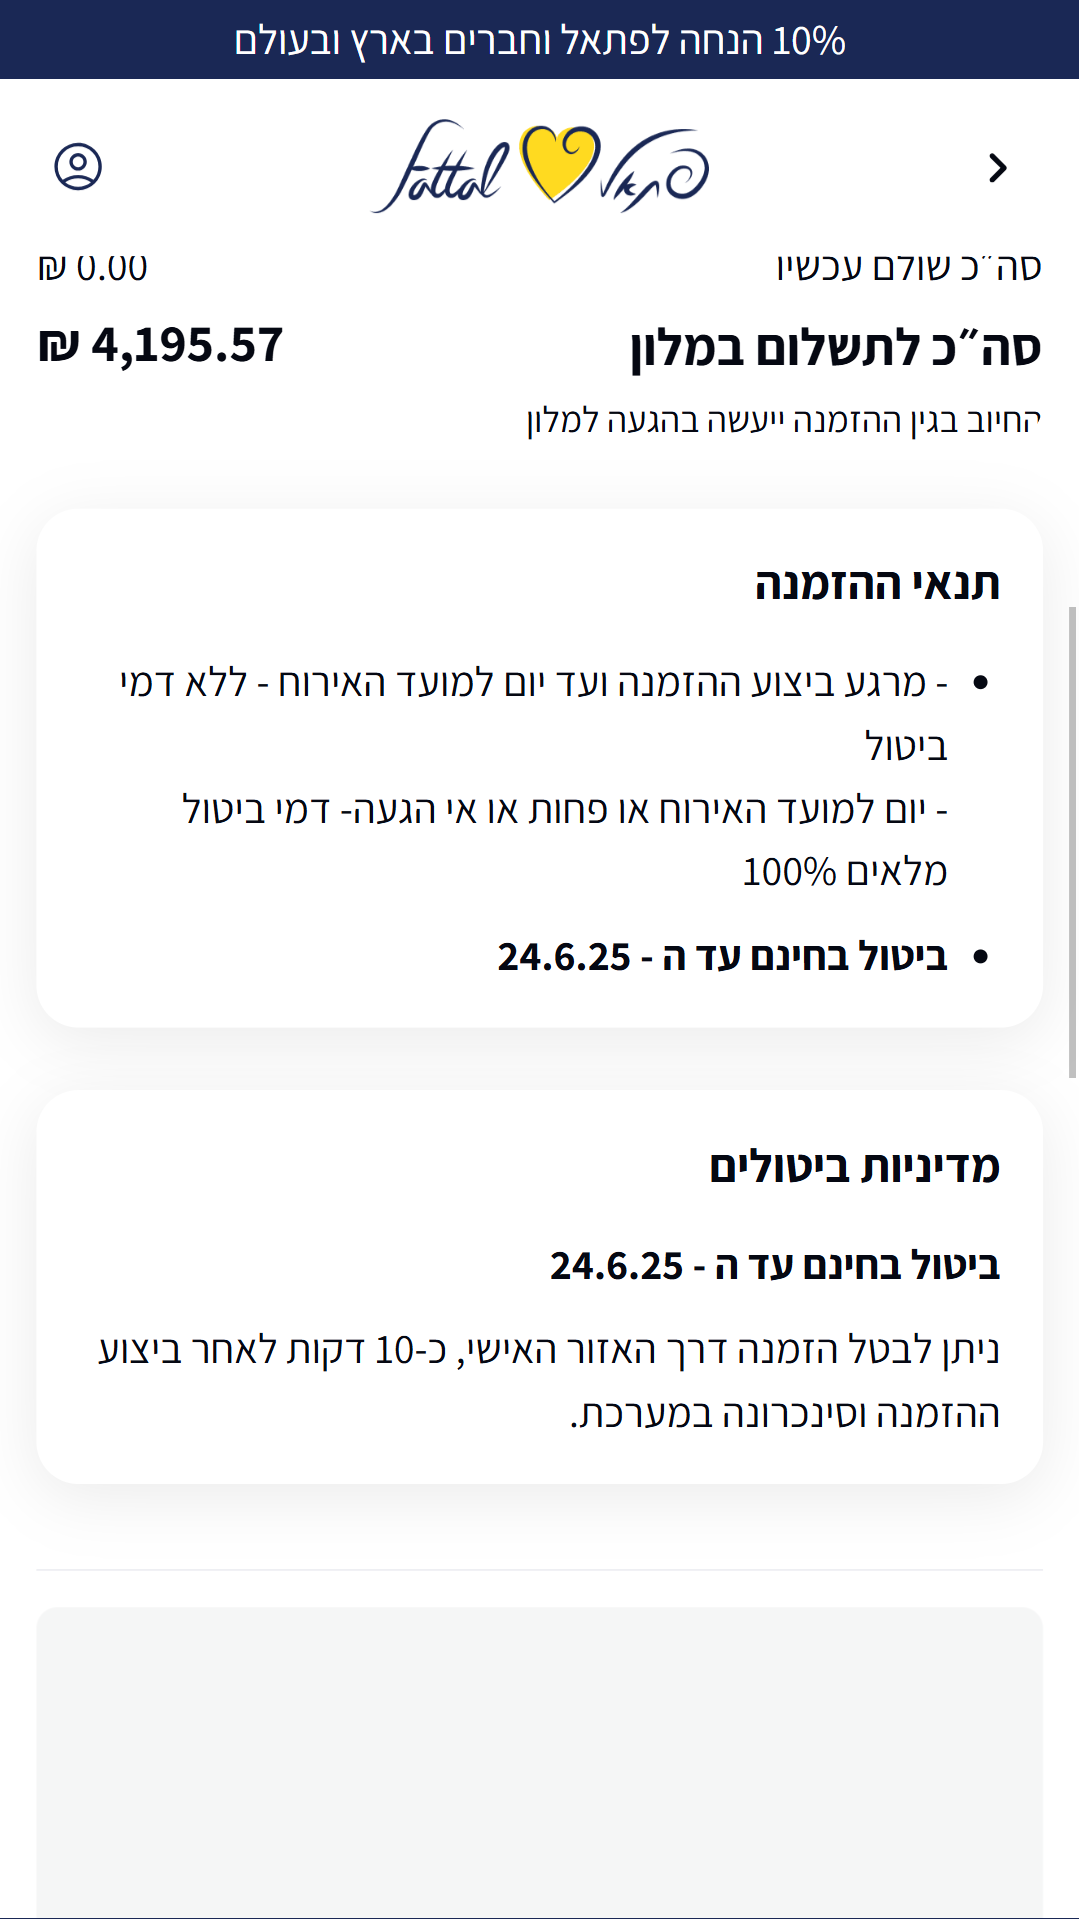 10% הנחה לפתאל וחברים בארץ ובעולם
פתאל Fattal
סה״כ שולם עכשיו
0.00 ₪
סה״כ לתשלום במלון
4,195.57 ₪
החיוב בגין ההזמנה ייעשה בהגעה למלון
תנאי ההזמנה
• - מרגע ביצוע ההזמנה ועד יום למועד האירוח - ללא דמי
ביטול
- יום למועד האירוח או פחות או אי הגעה- דמי ביטול
מלאים 100%
• ביטול בחינם עד ה - 24.6.25
מדיניות ביטולים
ביטול בחינם עד ה - 24.6.25
ניתן לבטל הזמנה דרך האזור האישי, כ-10 דקות לאחר ביצוע
ההזמנה וסינכרונה במערכת.